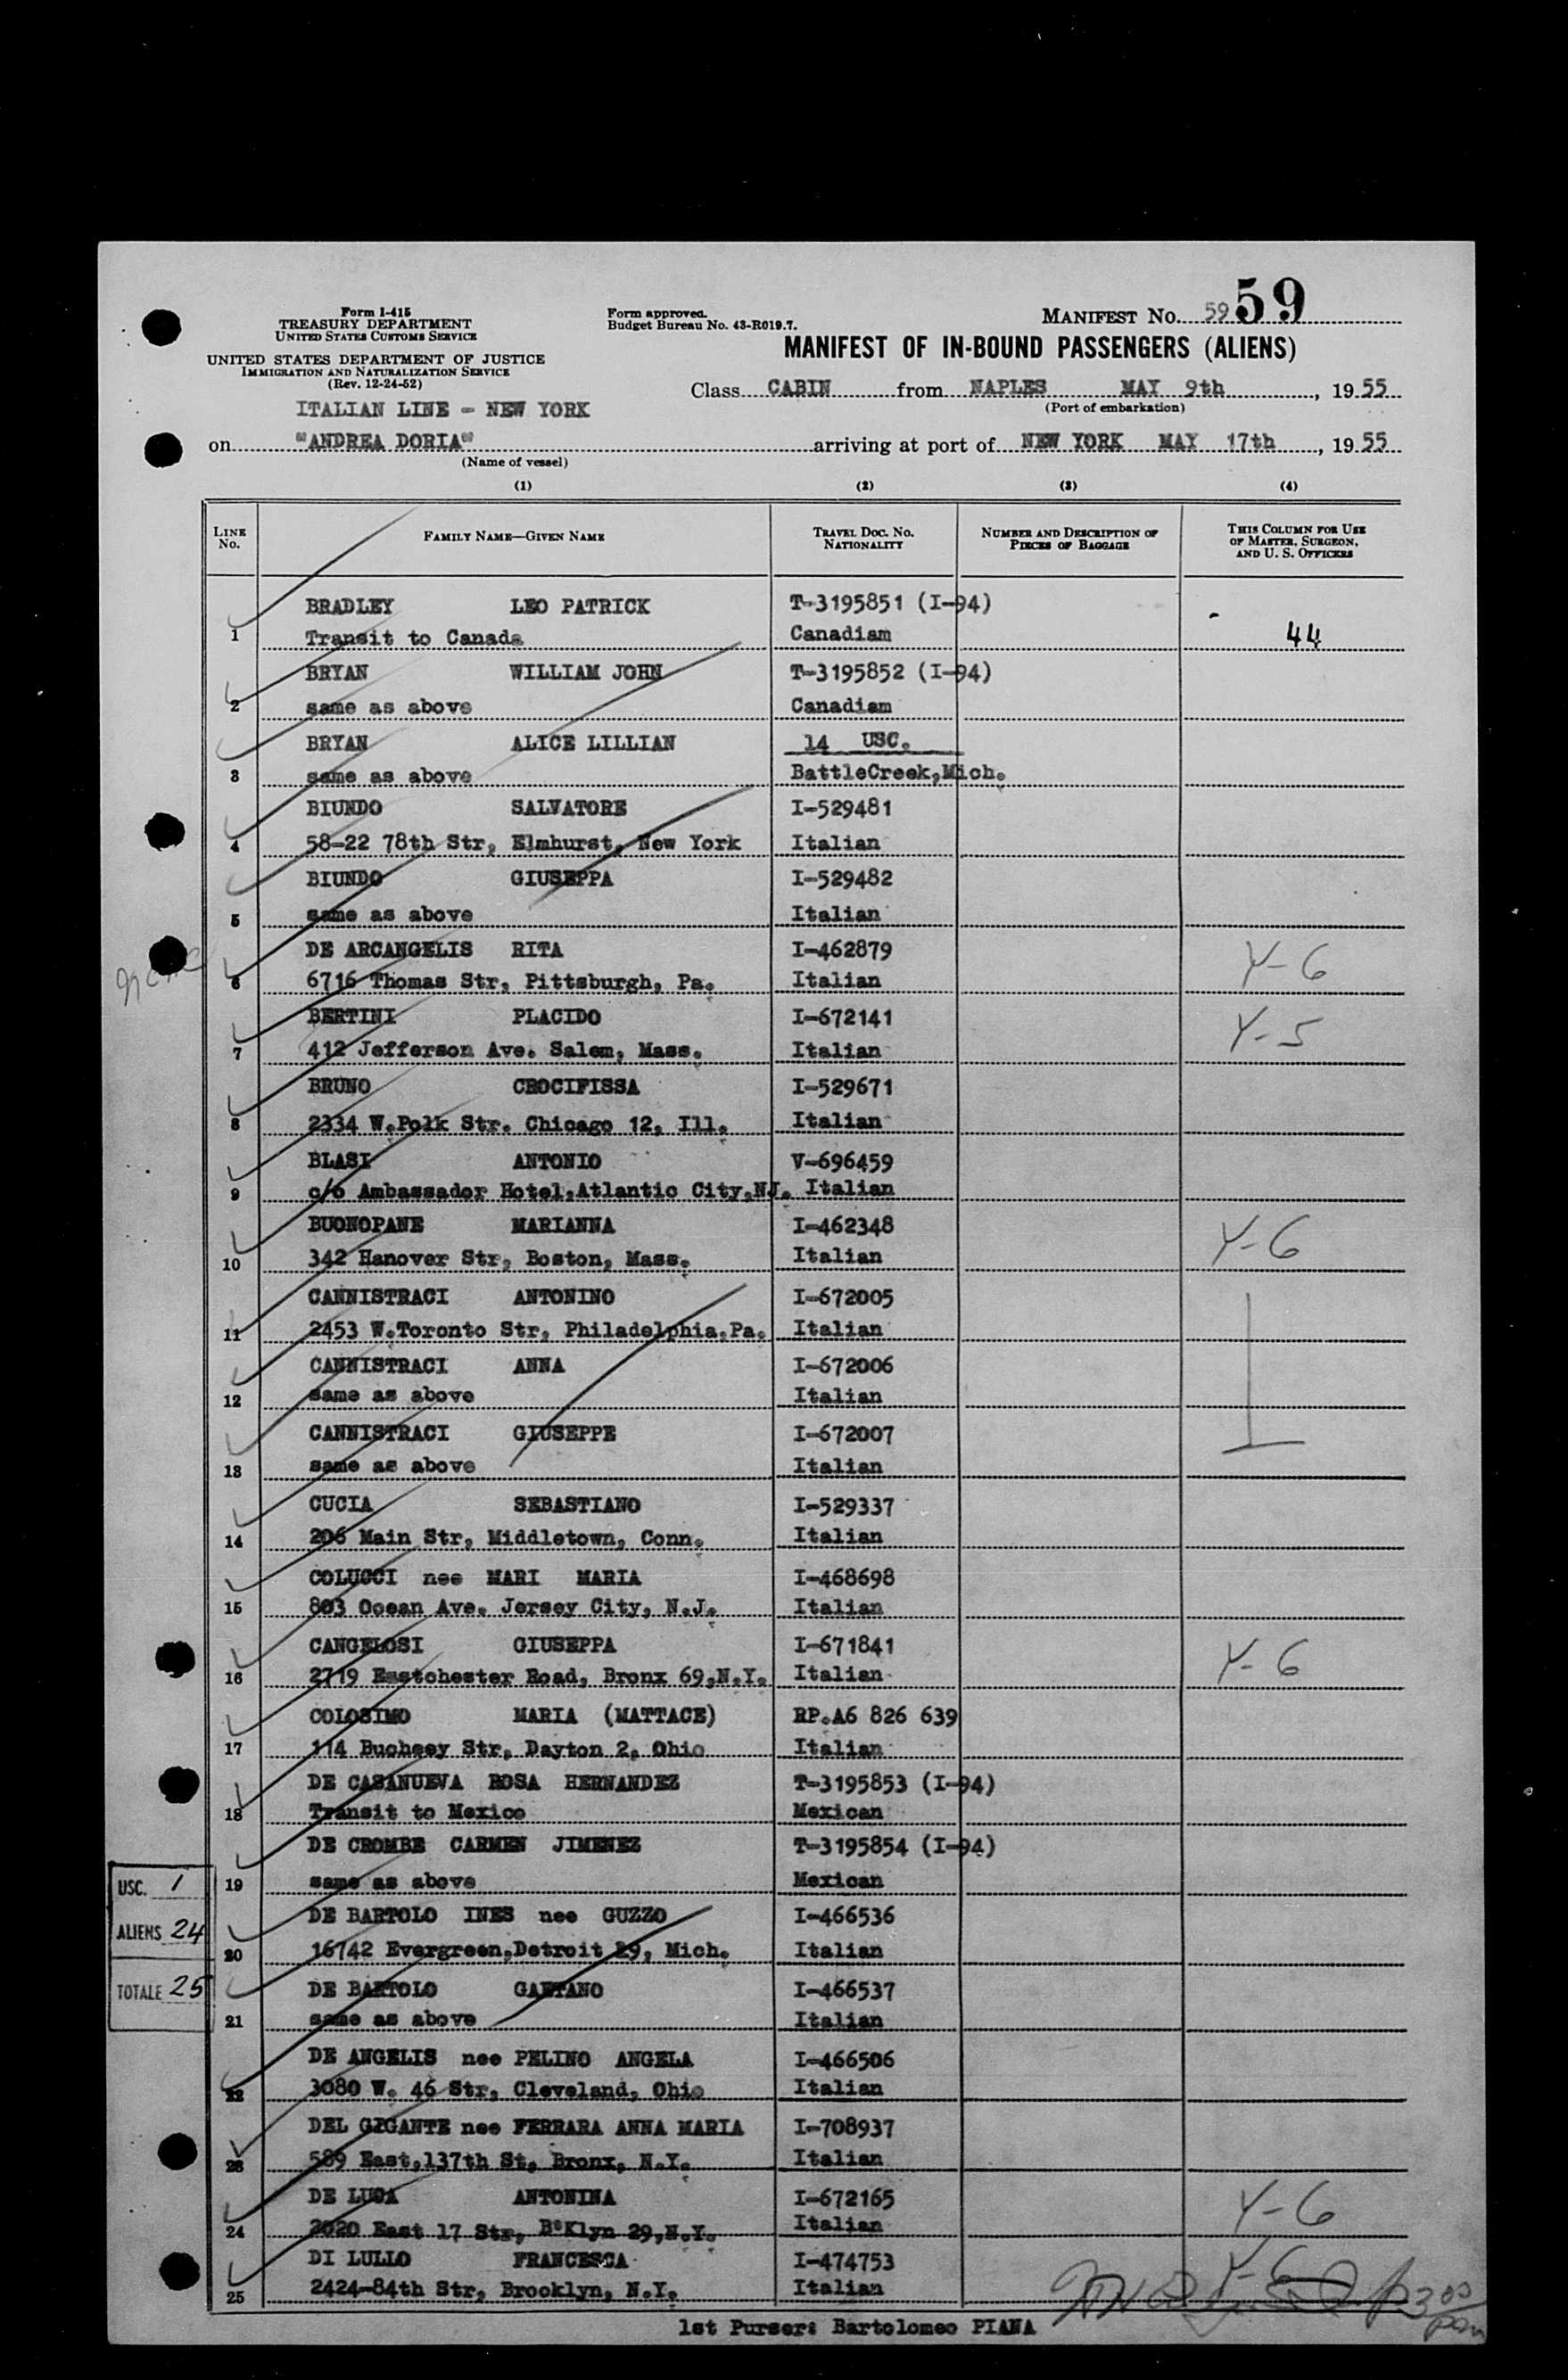 Form I-415
TREASURY DEPARTMENT
UNITED STATES CUSTOMS SERVICE
UNITED STATES DEPARTMENT OF JUSTICE
IMMIGRATION AND NATURALIZATION SERVICE
(Rev. 12-24-52)
Form approved.
Budget Bureau No. 43-R019.7.
MANIFEST No. 59 59
MANIFEST OF IN-BOUND PASSENGERS (ALIENS)
Class CABIN from NAPLES MAY 9th, 1955
(Port of embarkation)
ITALIAN LINE - NEW YORK
on "ANDREA DORIA" arriving at port of NEW YORK MAY 17th, 1955
(Name of vessel)
(1) (2) (3) (4)
LINE No. FAMILY NAME—GIVEN NAME TRAVEL DOC. NO. NATIONALITY NUMBER AND DESCRIPTION OF PIECES OF BAGGAGE THIS COLUMN FOR USE OF MASTER, SURGEON, AND U. S. OFFICERS
BRADLEY LEO PATRICK T-3195851 (I-94)
1 Transit to Canada Canadiam 44
BRYAN WILLIAM JOHN T-3195852 (I-94)
2 same as above Canadiam
BRYAN ALICE LILLIAN 14 USC.
3 same as above BattleCreek,Mich.
BIUNDO SALVATORE I-529481
4 58-22 78th Str, Elmhurst, New York Italian
BIUNDO GIUSEPPA I-529482
5 same as above Italian
DE ARCANGELIS RITA I-462879 Y-6
6 6716 Thomas Str, Pittsburgh, Pa. Italian
BERTINI PLACIDO I-672141 Y-5
7 412 Jefferson Ave. Salem, Mass. Italian
BRUNO CROCIFISSA I-529671
8 2334 W.Polk Str. Chicago 12, Ill. Italian
BLASI ANTONIO V-696459
9 c/o Ambassador Hotel,Atlantic City,NJ. Italian
BUONOPANE MARIANNA I-462348 Y-6
10 342 Hanover Str, Boston, Mass. Italian
CANNISTRACI ANTONINO I-672005
11 2453 W.Toronto Str, Philadelphia,Pa. Italian
CANNISTRACI ANNA I-672006
12 same as above Italian
CANNISTRACI GIUSEPPE I-672007
13 same as above Italian
CUCIA SEBASTIANO I-529337
14 206 Main Str, Middletown, Conn. Italian
COLUCCI nee MARI MARIA I-468698
15 803 Ocean Ave. Jersey City, N.J. Italian
CANGELOSI GIUSEPPA I-671841 Y-6
16 2719 Eastchester Road, Bronx 69,N.Y. Italian
COLOSIMO MARIA (MATTACE) RP.A6 826 639
17 114 Buchsey Str, Dayton 2, Ohio Italian
DE CASANUEVA ROSA HERNANDEZ T-3195853 (I-94)
18 Transit to Mexico Mexican
DE CROMBE CARMEN JIMENEZ T-3195854 (I-94)
19 same as above Mexican
DE BARTOLO INES nee GUZZO I-466536
20 16742 Evergreen,Detroit 29, Mich. Italian
DE BARTOLO GAETANO I-466537
21 same as above Italian
DE ANGELIS nee PELINO ANGELA I-466506
22 3080 W. 46 Str, Cleveland, Ohio Italian
DEL GIGANTE nee FERRARA ANNA MARIA I-708937
23 589 East,137th St, Bronx, N.Y. Italian
DE LUCA ANTONINA I-672165 Y-6
24 2020 East 17 Str, B'Klyn 29,N.Y. Italian
DI LULLO FRANCESCA I-474753 Y-6
25 2424-84th Str, Brooklyn, N.Y. Italian
USC. 1
ALIENS 24
TOTALE 25
1st Purser: Bartolomeo PIANA